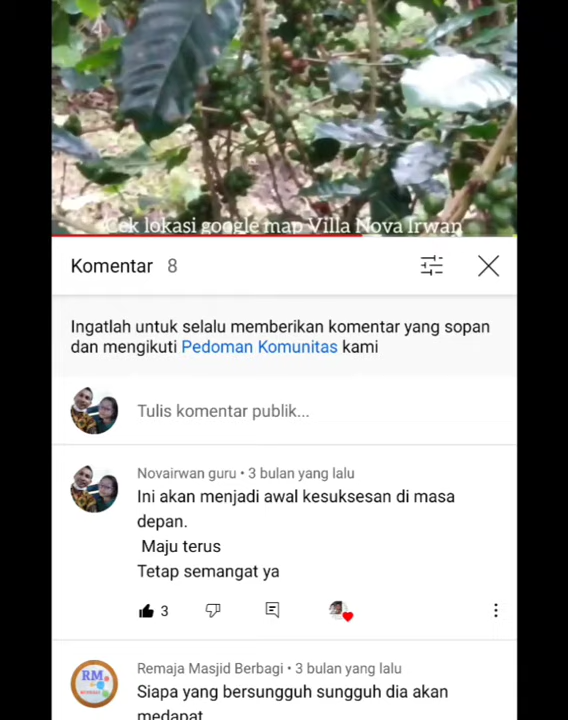 Cek lokasi google map Villa Nova Irwan
Komentar 8
Ingatlah untuk selalu memberikan komentar yang sopan
dan mengikuti Pedoman Komunitas kami
Tulis komentar publik...
Novairwan guru • 3 bulan yang lalu
Ini akan menjadi awal kesuksesan di masa
depan.
Maju terus
Tetap semangat ya
3
RM
Remaja Masjid Berbagi • 3 bulan yang lalu
Siapa yang bersungguh sungguh dia akan
medapat